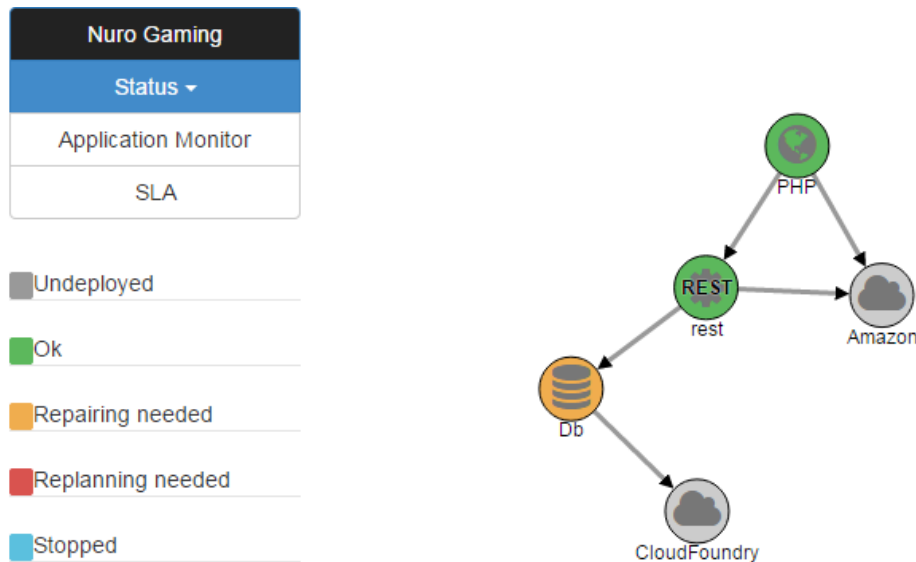 Nuro Gaming
Status
Application Monitor
SLA
Undeployed
Ok
Repairing needed
Replanning needed
Stopped
PHP
REST
rest
Amazon
Db
CloudFoundry